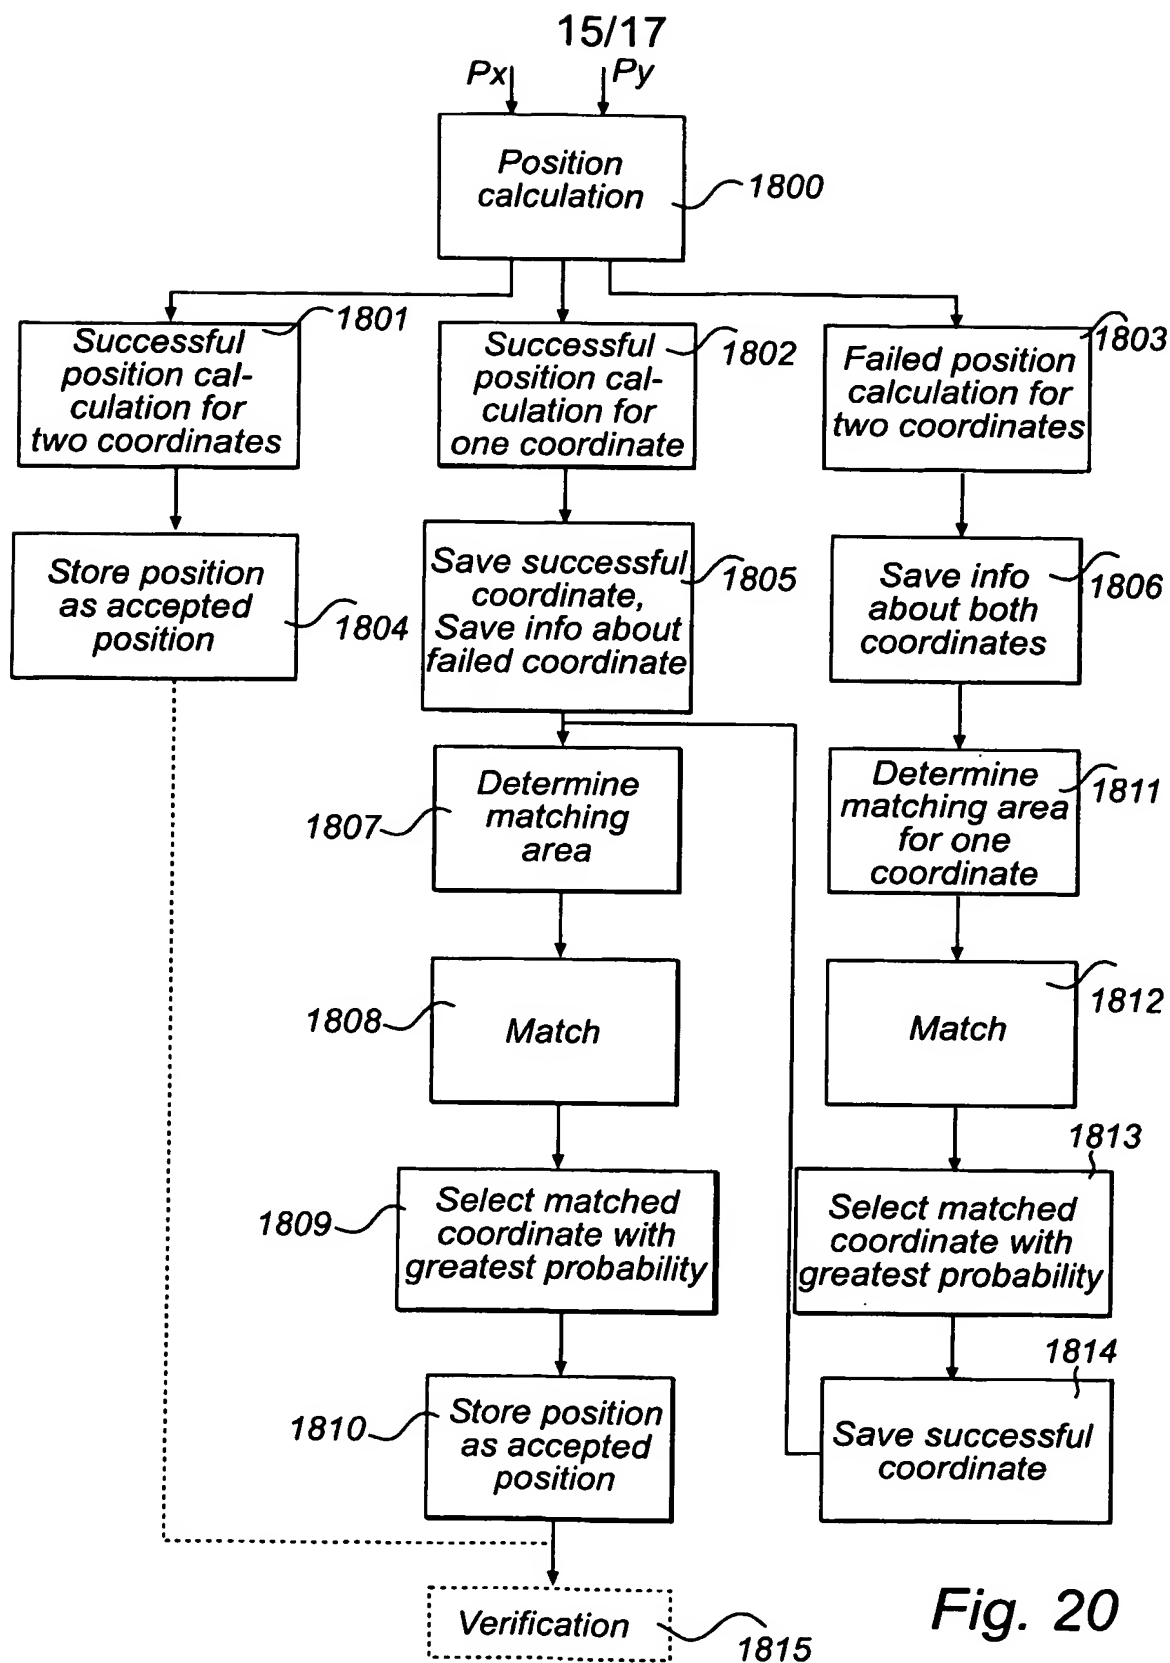 15/17
Px
Py
Position
calculation
1800
1801
Successful
position cal-
culation for
two coordinates
1802
Successful
position cal-
culation for
one coordinate
1803
Failed position
calculation for
two coordinates
Store position
as accepted
position
1804
Save successful
coordinate,
Save info about
failed coordinate
1805
Save info
about both
coordinates
1806
1807
Determine
matching
area
Determine
matching area
for one
coordinate
1811
1808
Match
Match
1812
1809
Select matched
coordinate with
greatest probability
1813
Select matched
coordinate with
greatest probability
1810
Store position
as accepted
position
1814
Save successful
coordinate
Verification
1815
Fig. 20